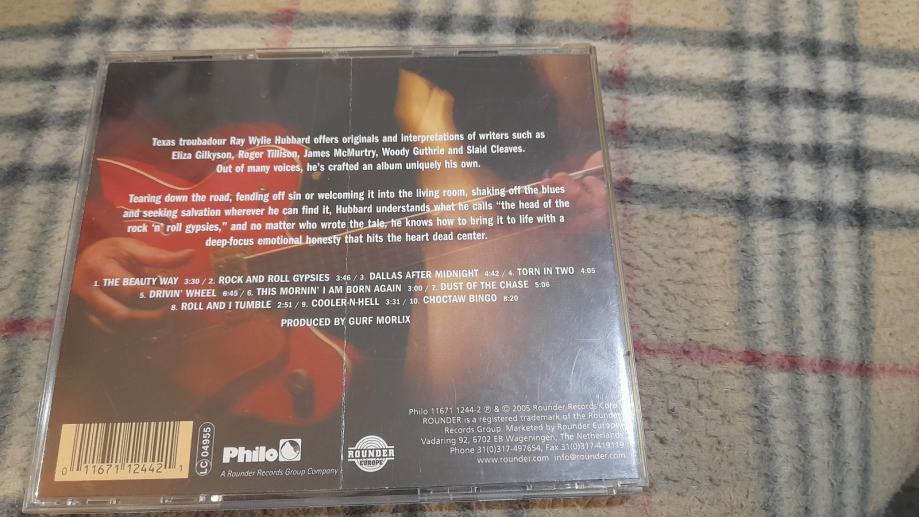 Texas troubadour Ray Wylie Hubbard offers originals and interpretations of writers such as
Eliza Gilkyson, Roger Tillison, James McMurtry, Woody Guthrie and Slaid Cleaves.
Out of many voices, he's crafted an album uniquely his own.
Tearing down the road, fending off sin or welcoming it into the living room, shaking off the blues
and seeking salvation wherever he can find it, Hubbard understands what he calls "the head of the
rock 'n' roll gypsies," and no matter who wrote the tale, he knows how to bring it to life with a
deep-focus emotional honesty that hits the heart dead center.
1. THE BEAUTY WAY 3:30 / 2. ROCK AND ROLL GYPSIES 3:46 / 3. DALLAS AFTER MIDNIGHT 4:42 / 4. TORN IN TWO 4:05
5. DRIVIN' WHEEL 6:45 / 6. THIS MORNIN' I AM BORN AGAIN 3:00 / 7. DUST OF THE CHASE 5:06
8. ROLL AND I TUMBLE 2:51 / 9. COOLER-N-HELL 3:31 / 10. CHOCTAW BINGO 8:20
PRODUCED BY GURF MORLIX
Philo 11671 1244-2 ℗ & © 2005 Rounder Records Corp.
ROUNDER is a registered trademark of the Rounder
Records Group. Marketed by Rounder Europe,
Vadaring 92, 6702 EB Wageningen, The Netherlands
Phone 31(0)317-497654, Fax 31(0)317-419119
www.rounder.com info@rounder.com
0 11671 12442 1
LC 04955
Philo
A Rounder Records Group Company
ROUNDER
EUROPE